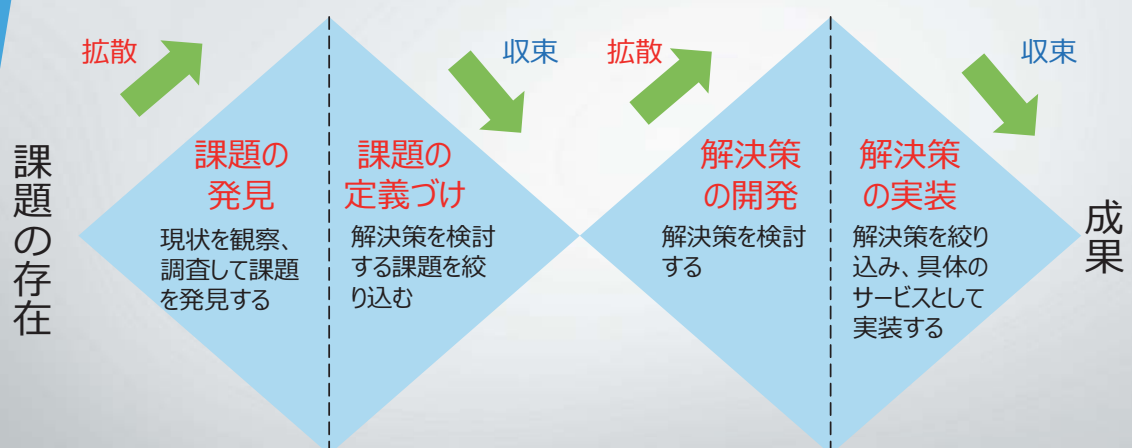 課題の存在
拡散
収束
課題の
発見
現状を観察、
調査して課題
を発見する
課題の
定義づけ
解決策を検討
する課題を絞
り込む
拡散
収束
解決策
の開発
解決策を検討
する
解決策
の実装
解決策を絞り
込み、具体の
サービスとして
実装する
成果